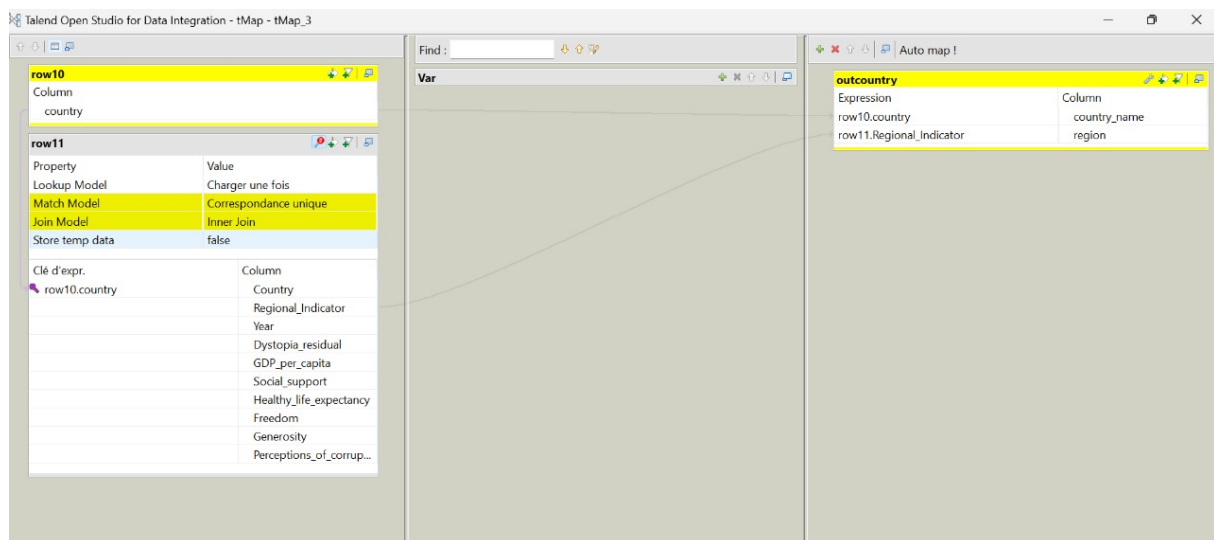 Talend Open Studio for Data Integration - tMap - tMap_3
row10
Column
country
row11
Property Value
Lookup Model Charger une fois
Match Model Correspondance unique
Join Model Inner Join
Store temp data false
Clé d'expr. Column
row10.country Country
Regional_Indicator
Year
Dystopia_residual
GDP_per_capita
Social_support
Healthy_life_expectancy
Freedom
Generosity
Perceptions_of_corrup...
Find :
Var
Auto map !
outcountry
Expression Column
row10.country country_name
row11.Regional_Indicator region